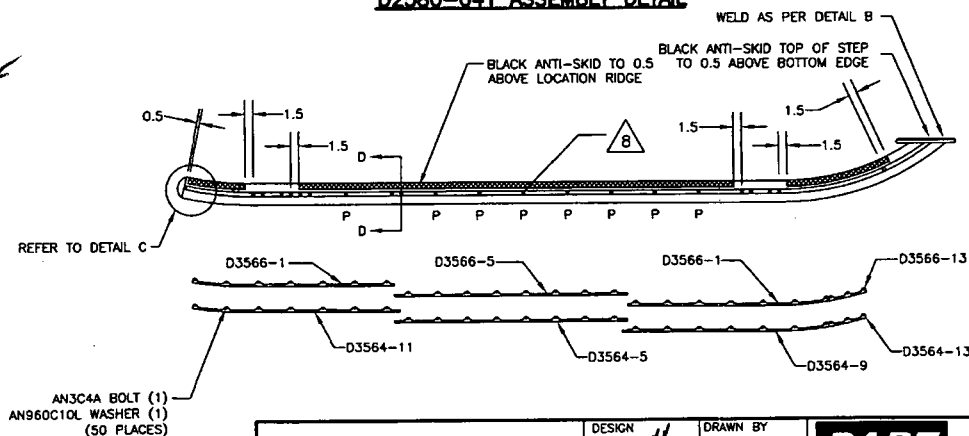 D2580-041 ASSEMBLY DETAIL
WELD AS PER DETAIL B
BLACK ANTI-SKID TO 0.5
ABOVE LOCATION RIDGE
BLACK ANTI-SKID TOP OF STEP
TO 0.5 ABOVE BOTTOM EDGE
0.5
1.5
1.5
D
8
1.5
1.5
1.5
D
P P P P P P P P
REFER TO DETAIL C
D3566-1
D3566-5
D3566-1
D3566-13
D3564-11
D3564-5
D3564-9
D3564-13
AN3C4A BOLT (1)
AN960C10L WASHER (1)
(50 PLACES)
DESIGN
DRAWN BY